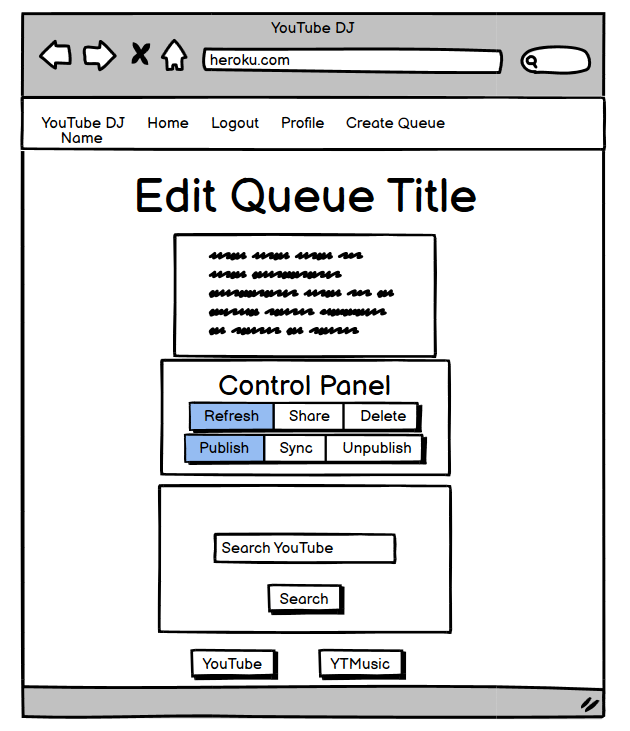 YouTube DJ
heroku.com
YouTube DJ Home Logout Profile Create Queue
Name
Edit Queue Title
Control Panel
Refresh Share Delete
Publish Sync Unpublish
Search YouTube
Search
YouTube YTMusic